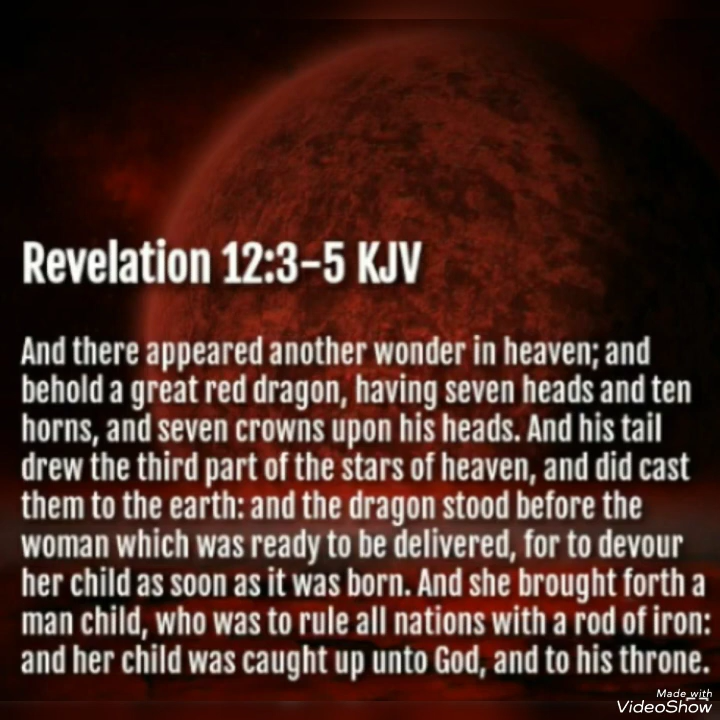 Revelation 12:3-5 KJV
And there appeared another wonder in heaven; and
behold a great red dragon, having seven heads and ten
horns, and seven crowns upon his heads. And his tail
drew the third part of the stars of heaven, and did cast
them to the earth: and the dragon stood before the
woman which was ready to be delivered, for to devour
her child as soon as it was born. And she brought forth a
man child, who was to rule all nations with a rod of iron:
and her child was caught up unto God, and to his throne.
Made with
VideoShow